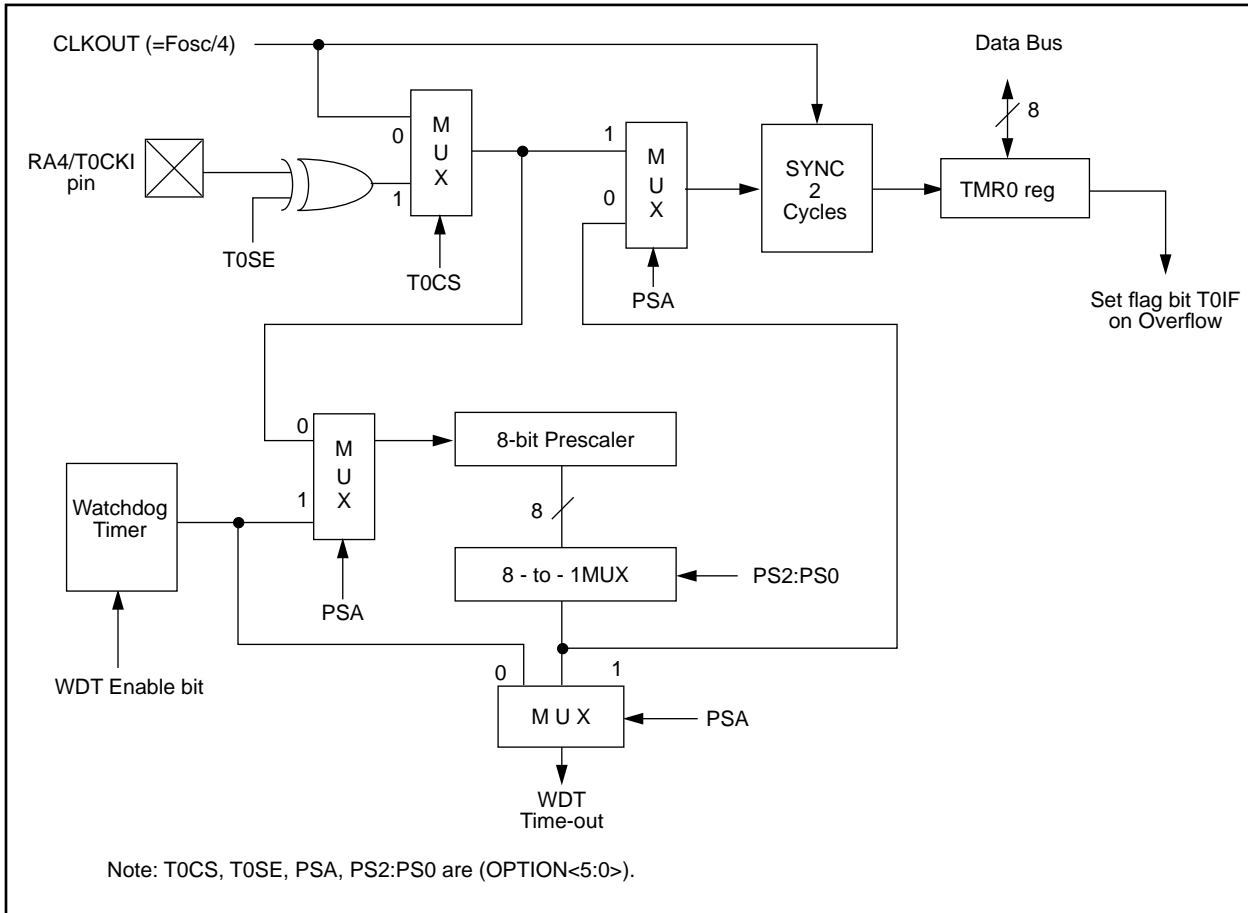 CLKOUT (=Fosc/4)
Data Bus
8
0
M
U
X
1
RA4/T0CKI
pin
T0SE
T0CS
1
M
U
X
0
PSA
SYNC
2
Cycles
TMR0 reg
Set flag bit T0IF
on Overflow
0
M
U
X
1
8-bit Prescaler
Watchdog
Timer
8
PSA
8 - to - 1MUX
PS2:PS0
WDT Enable bit
0
1
M U X
PSA
WDT
Time-out
Note: T0CS, T0SE, PSA, PS2:PS0 are (OPTION<5:0>).